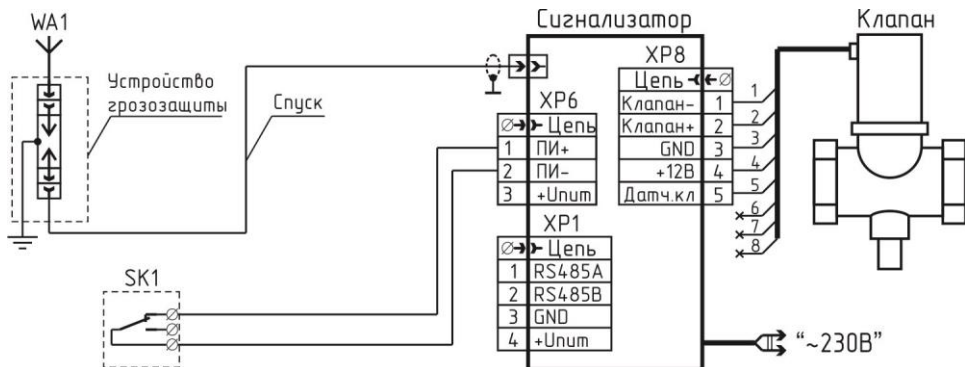 WA1
Устройство
грозозащиты
Спуск
SK1
Сигнализатор
XP6
Цепь
1 ПИ+
2 ПИ-
3 +Uпит
XP1
Цепь
1 RS485A
2 RS485B
3 GND
4 +Uпит
XP8
Цепь
Клапан- 1
Клапан+ 2
GND 3
+12В 4
Датч.кл 5
1
2
3
4
5
6
7
8
Клапан
“~230В”